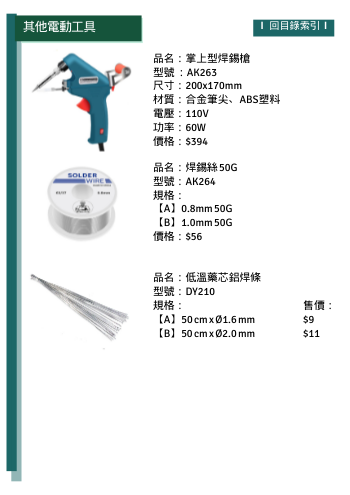 其他電動工具
回目錄索引
品名：掌上型焊錫槍
型號：AK263
尺寸：200x170mm
材質：合金筆尖、ABS塑料
電壓：110V
功率：60W
價格：$394
品名：焊錫絲50G
型號：AK264
規格：
【A】0.8mm 50G
【B】1.0mm 50G
價格：$56
SOLDER
WIRE
品名：低溫藥芯鋁焊條
型號：DY210
規格： 售價：
【A】50cmxØ1.6mm $9
【B】50cmxØ2.0mm $11